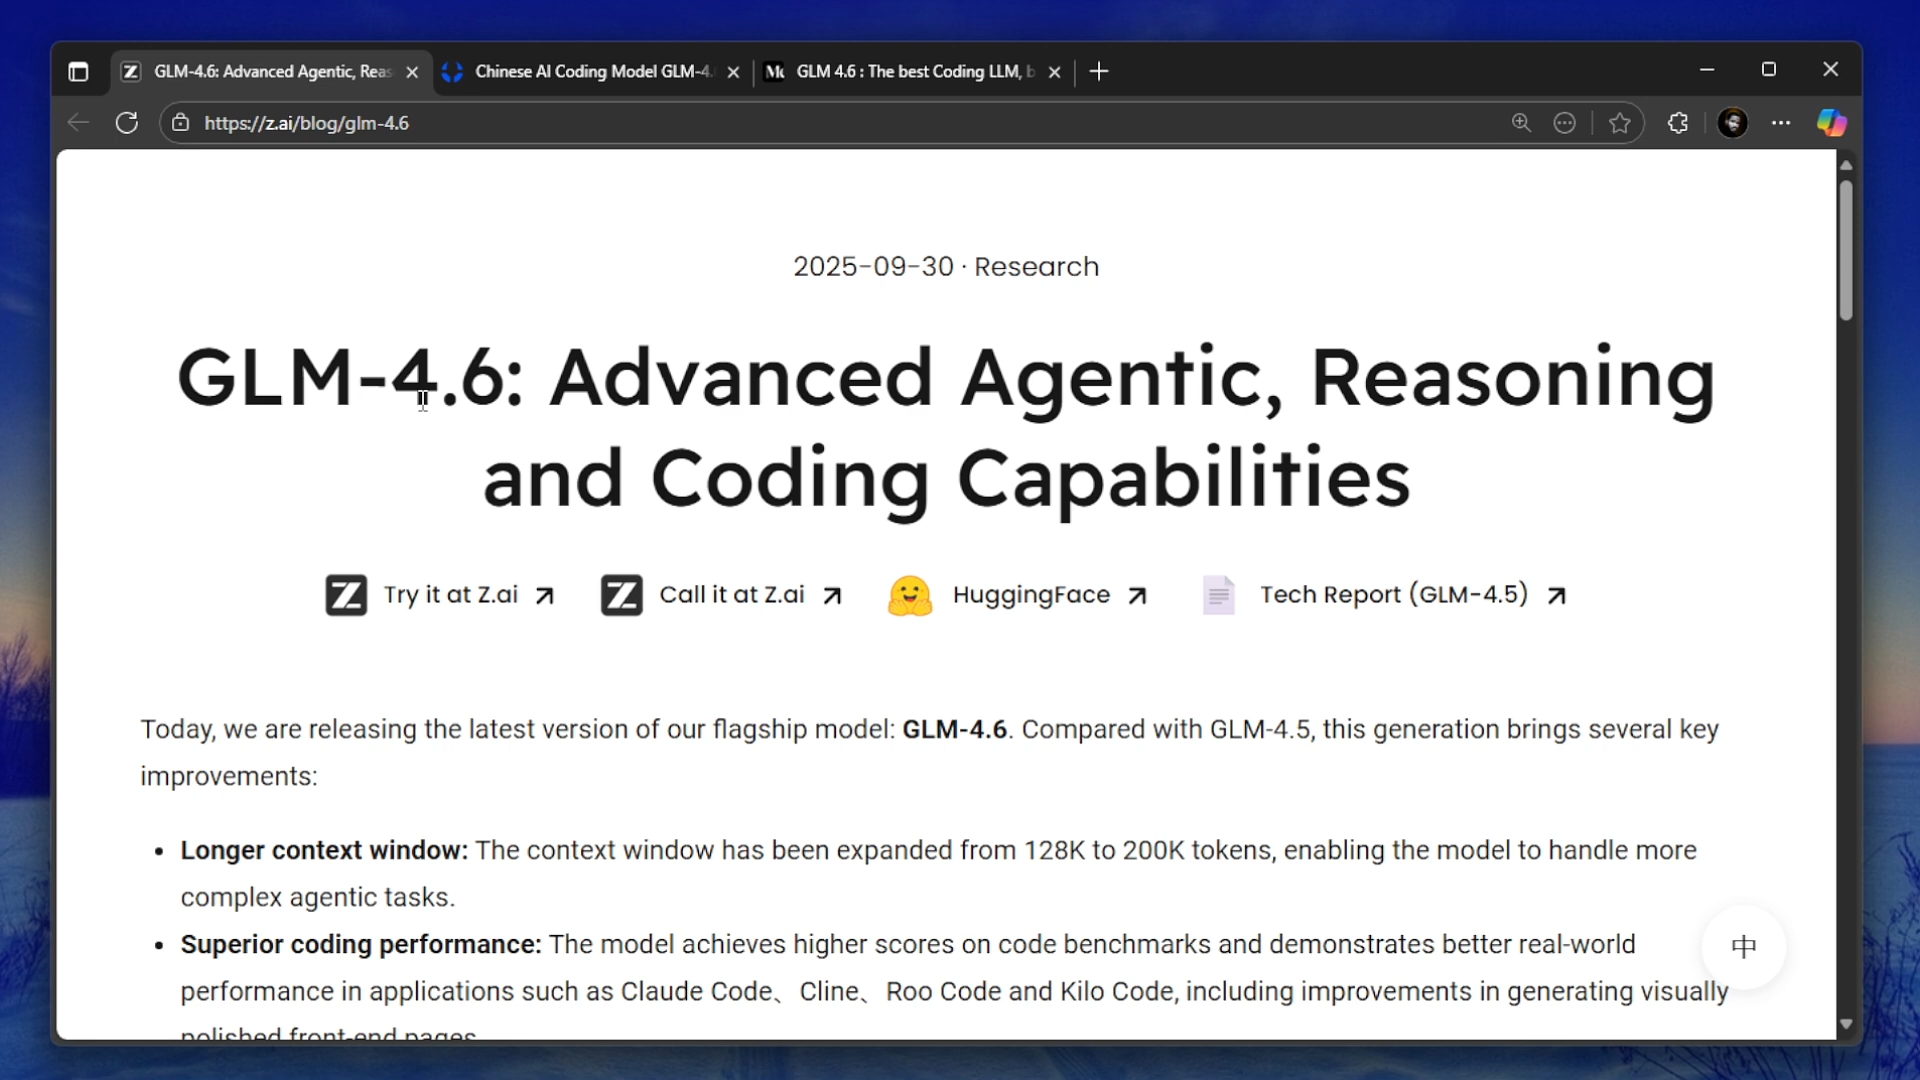 GLM-4.6: Advanced Agentic, Reas
Chinese AI Coding Model GLM-4.
GLM 4.6 : The best Coding LLM, b
https://z.ai/blog/glm-4.6
2025-09-30 · Research
GLM-4.6: Advanced Agentic, Reasoning
and Coding Capabilities
Try it at Z.ai
Call it at Z.ai
HuggingFace
Tech Report (GLM-4.5)
Today, we are releasing the latest version of our flagship model: GLM-4.6. Compared with GLM-4.5, this generation brings several key
improvements:
• Longer context window: The context window has been expanded from 128K to 200K tokens, enabling the model to handle more
complex agentic tasks.
• Superior coding performance: The model achieves higher scores on code benchmarks and demonstrates better real-world
performance in applications such as Claude Code、Cline、Roo Code and Kilo Code, including improvements in generating visually
polished front-end pages.
中